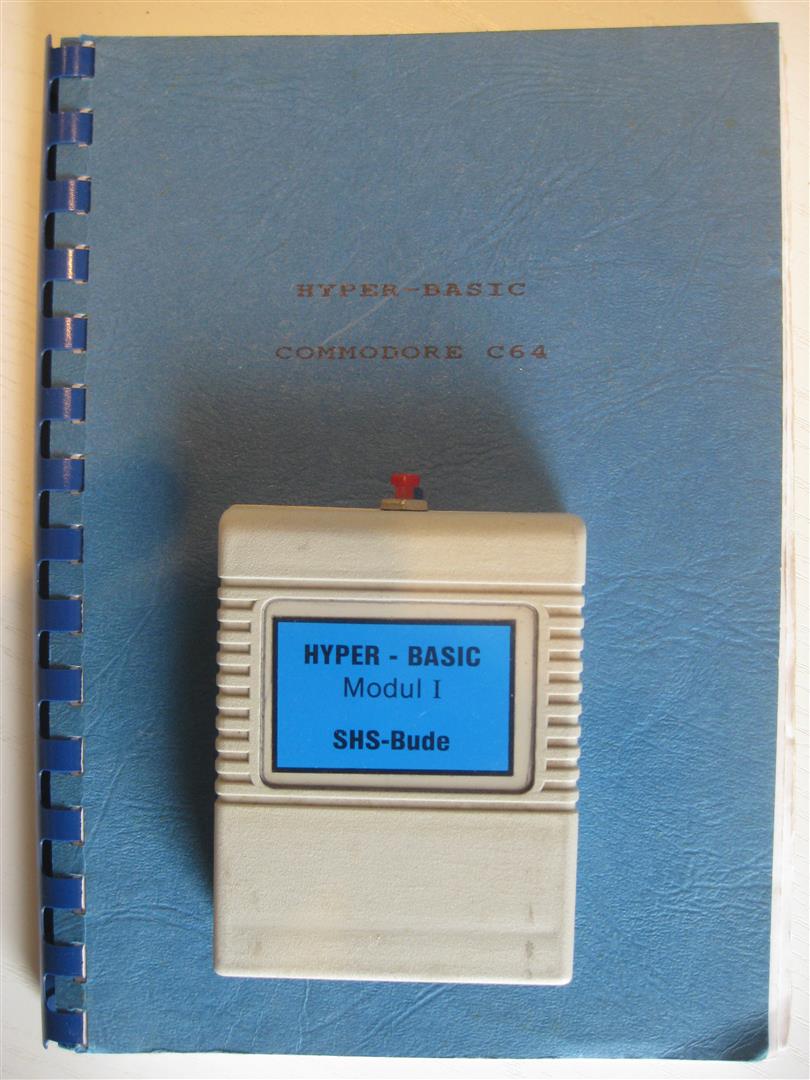 HYPER-BASIC
COMMODORE C64
HYPER - BASIC
Modul I
SHS-Bude